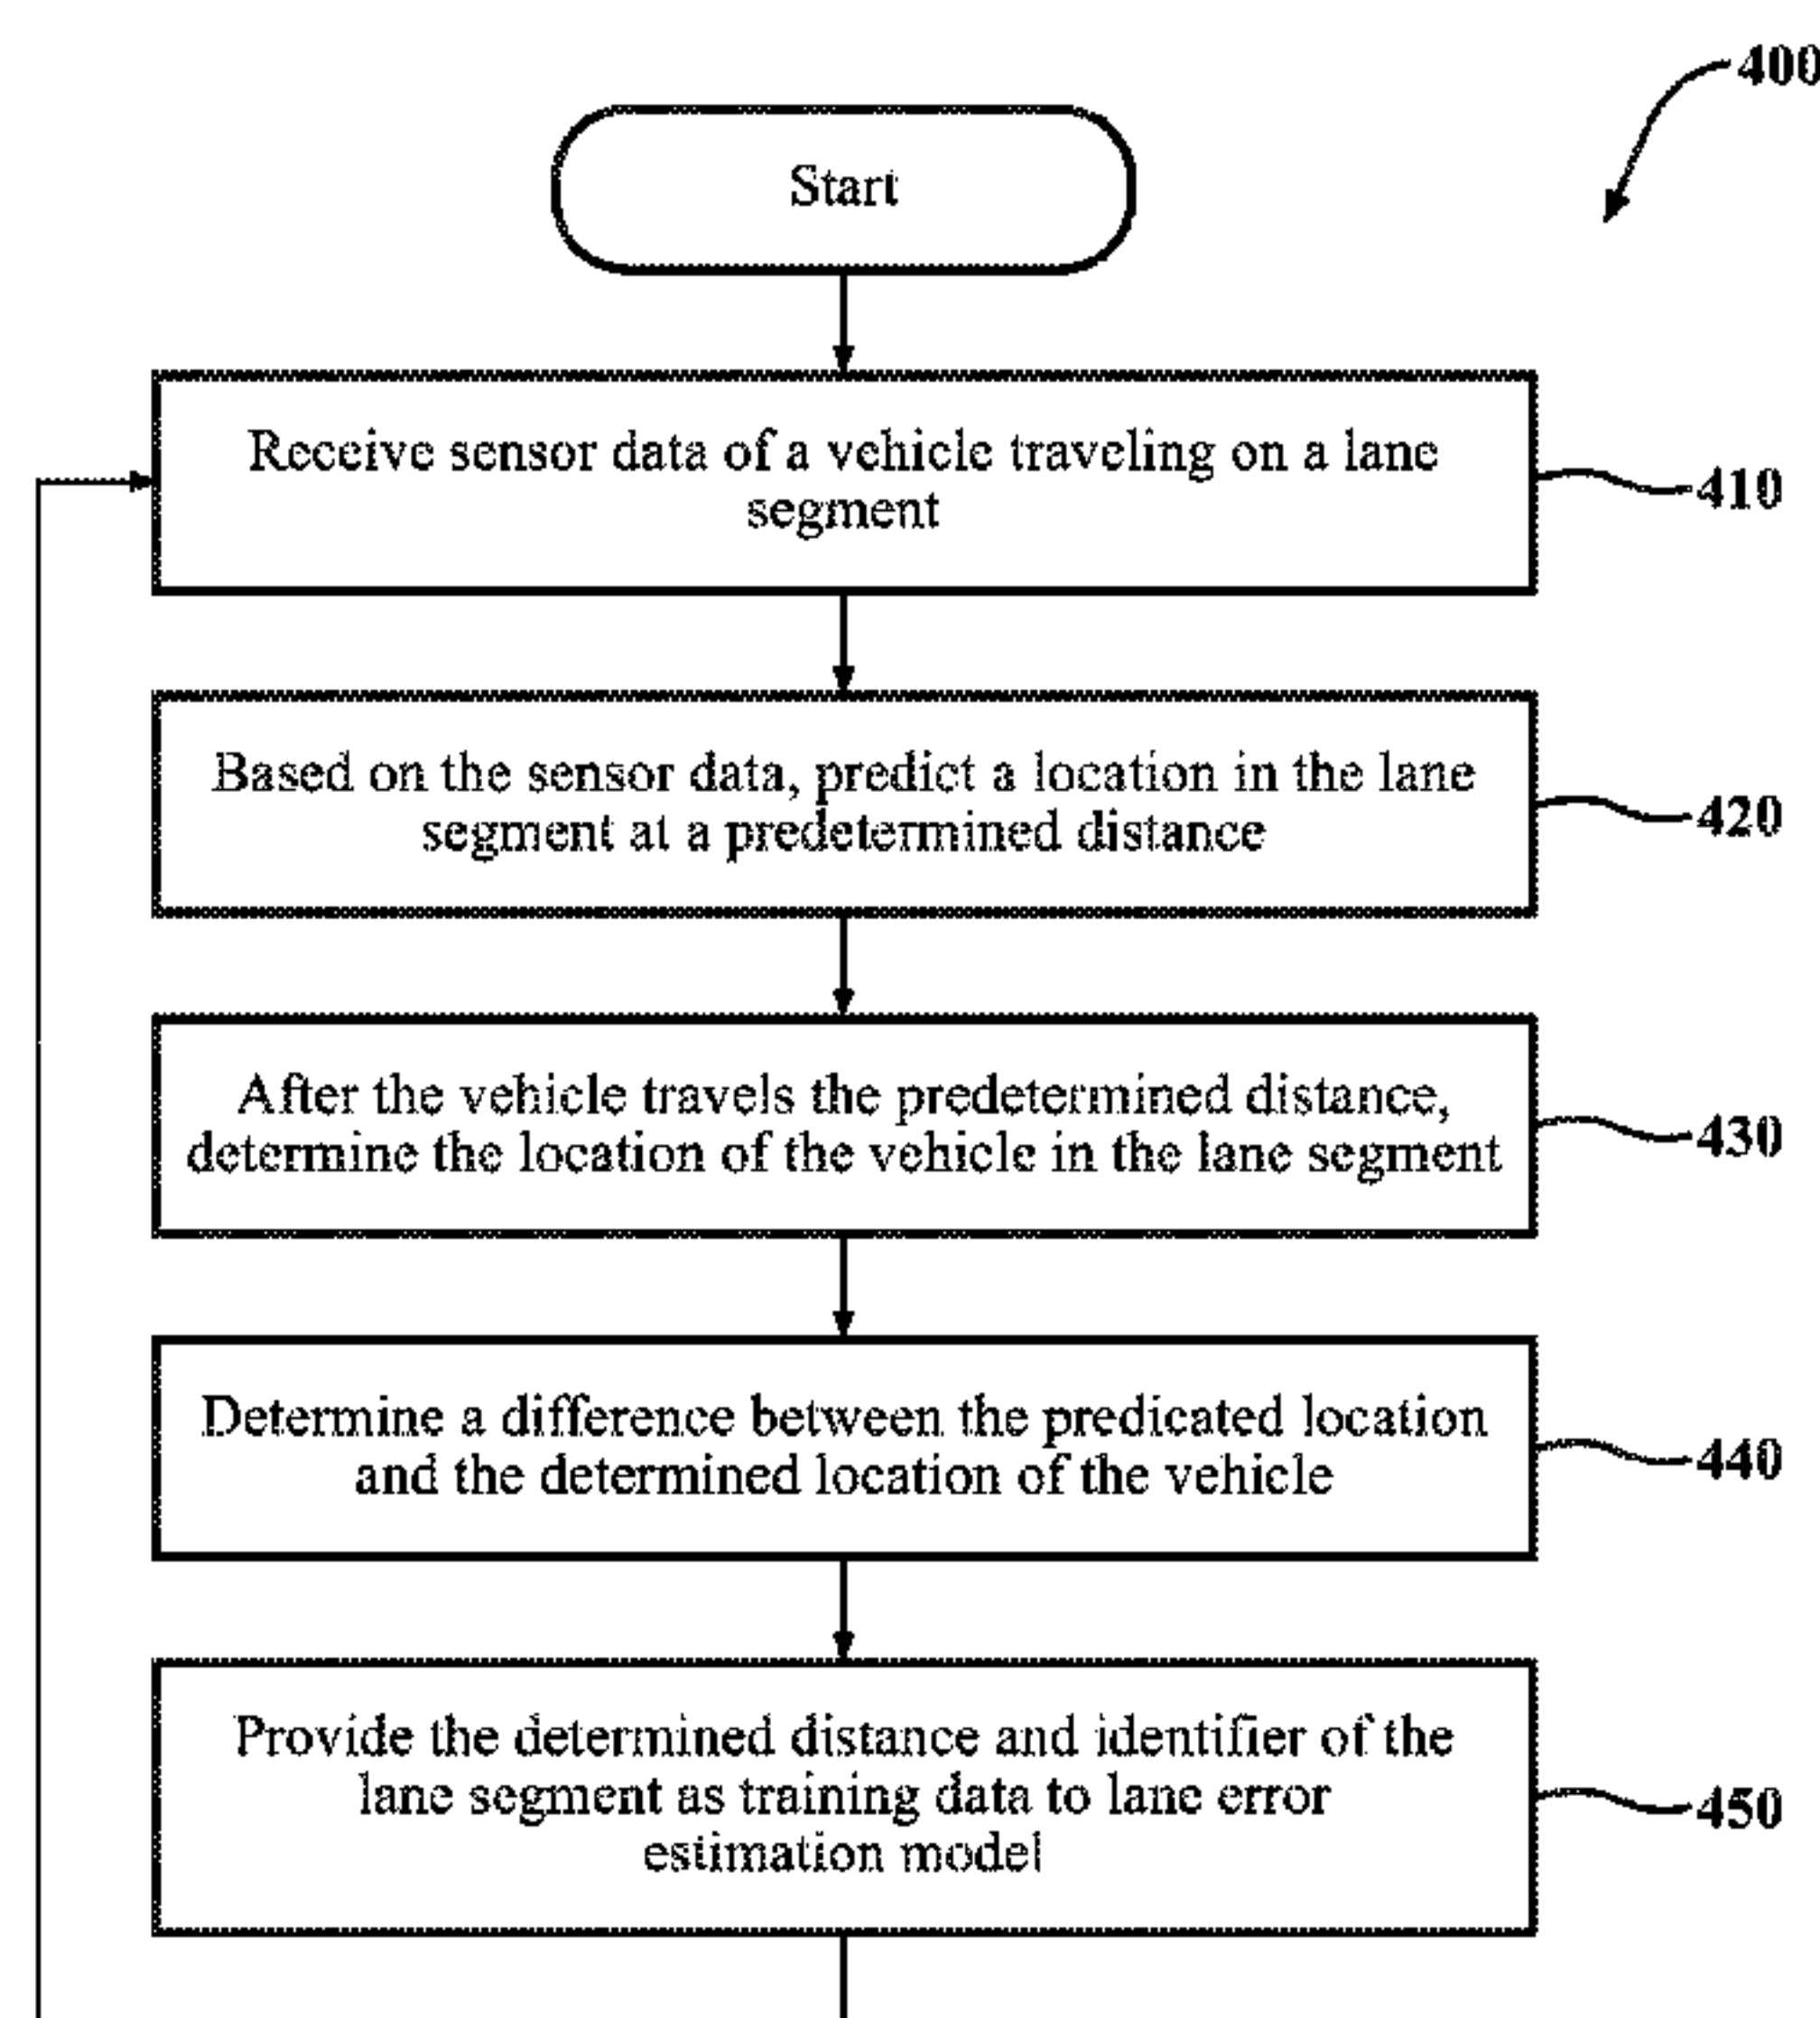 400
Start
Receive sensor data of a vehicle traveling on a lane
segment
410
Based on the sensor data, predict a location in the lane
segment at a predetermined distance
420
After the vehicle travels the predetermined distance,
determine the location of the vehicle in the lane segment
430
Determine a difference between the predicated location
and the determined location of the vehicle
440
Provide the determined distance and identifier of the
lane segment as training data to lane error
estimation model
450